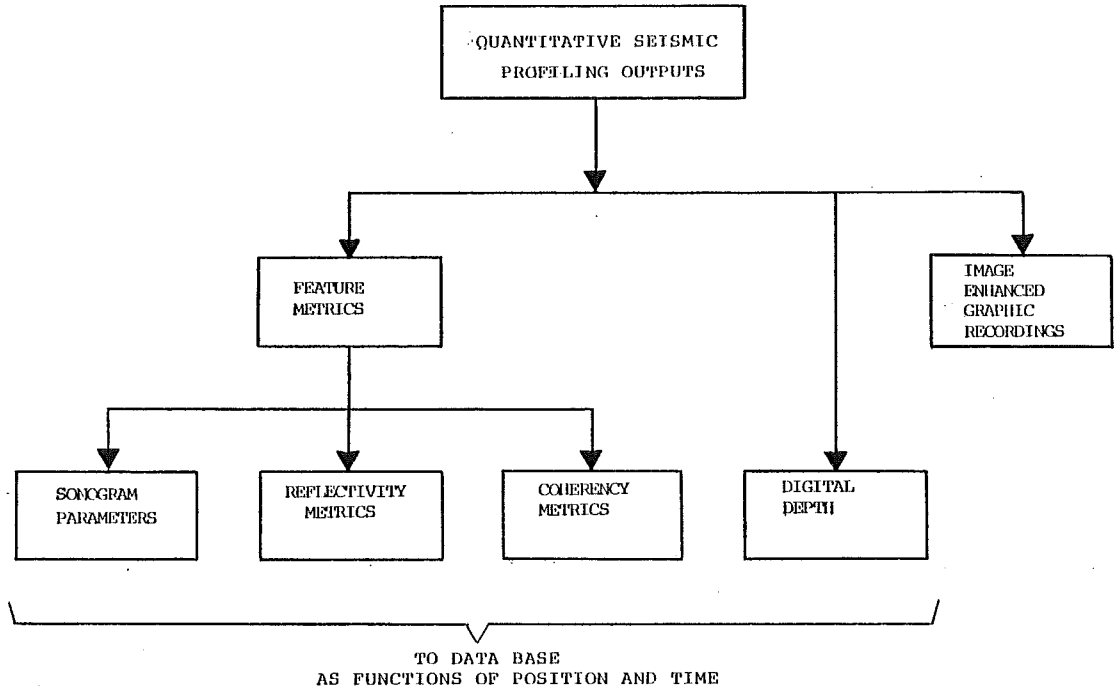 QUANTITATIVE SEISMIC
PROFILING OUTPUTS
FEATURE
METRICS
IMAGE
ENHANCED
GRAPHIC
RECORDINGS
SONOGRAM
PARAMETERS
REFLECTIVITY
METRICS
COHERENCY
METRICS
DIGITAL
DEPTH
TO DATA BASE
AS FUNCTIONS OF POSITION AND TIME